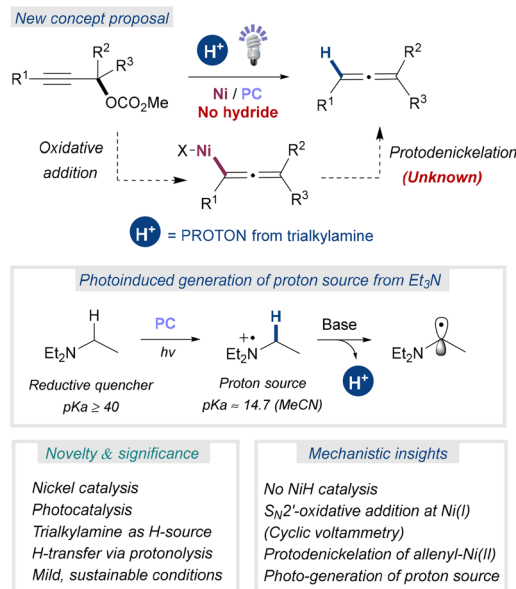 New concept proposal
R1
R2
R3
OCO2Me
H+
Ni / PC
No hydride
H
R1
R2
R3
Oxidative
addition
X-Ni
R1
R2
R3
Protodenickelation
(Unknown)
H+ = PROTON from trialkylamine
Photoinduced generation of proton source from Et3N
H
Et2N
PC
hν
+•
H
Et2N
Base
H+
Et2N
Reductive quencher
pKa ≥ 40
Proton source
pKa ≈ 14.7 (MeCN)
Novelty & significance
Nickel catalysis
Photocatalysis
Trialkylamine as H-source
H-transfer via protonolysis
Mild, sustainable conditions
Mechanistic insights
No NiH catalysis
SN2'-oxidative addition at Ni(I)
(Cyclic voltammetry)
Protodenickelation of allenyl-Ni(II)
Photo-generation of proton source